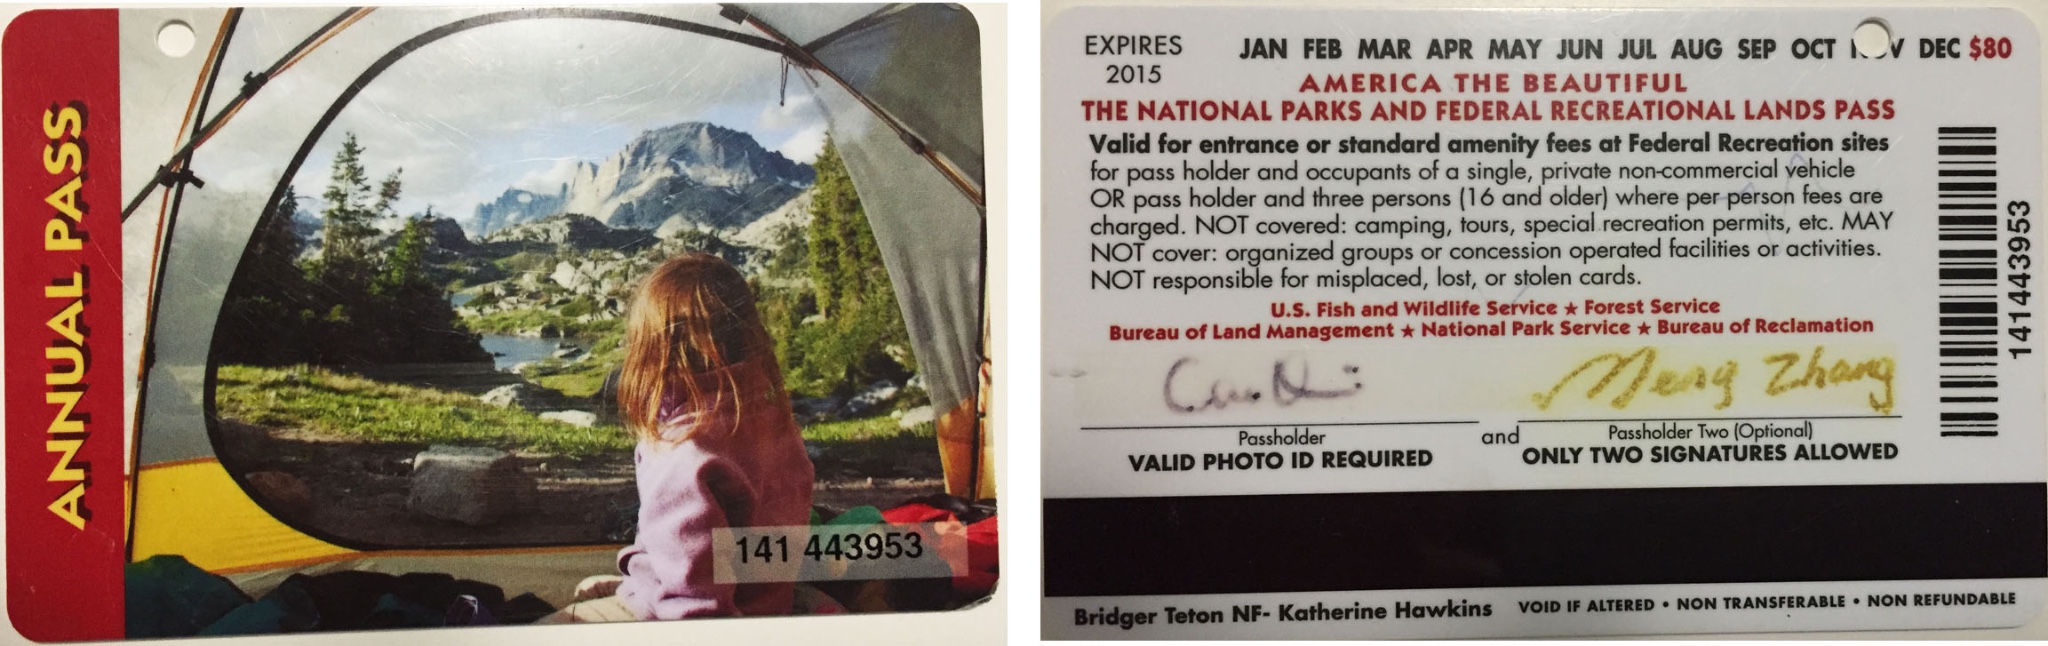 ANNUAL PASS
141 443953
EXPIRES
2015
JAN FEB MAR APR MAY JUN JUL AUG SEP OCT DEC $80
AMERICA THE BEAUTIFUL
THE NATIONAL PARKS AND FEDERAL RECREATIONAL LANDS PASS
Valid for entrance or standard amenity fees at Federal Recreation sites
for pass holder and occupants of a single, private non-commercial vehicle
OR pass holder and three persons (16 and older) where per person fees are
charged. NOT covered: camping, tours, special recreation permits, etc. MAY
NOT cover: organized groups or concession operated facilities or activities.
NOT responsible for misplaced, lost, or stolen cards.
U.S. Fish and Wildlife Service ★ Forest Service
Bureau of Land Management ★ National Park Service ★ Bureau of Reclamation
Meng Zhang
Passholder and Passholder Two (Optional)
VALID PHOTO ID REQUIRED ONLY TWO SIGNATURES ALLOWED
141443953
Bridger Teton NF- Katherine Hawkins VOID IF ALTERED • NON TRANSFERABLE • NON REFUNDABLE